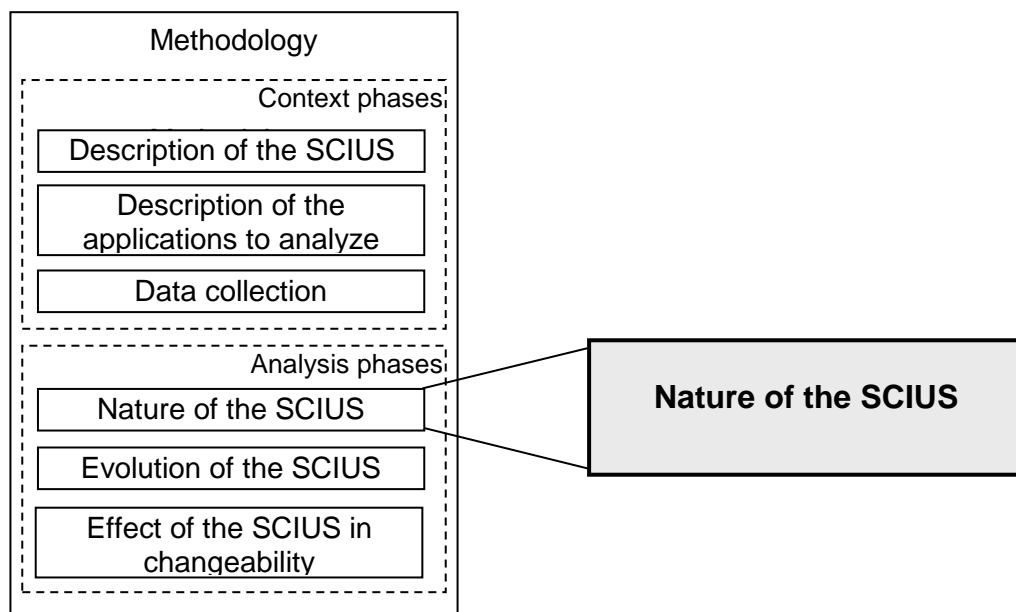 Methodology
Context phases
Description of the SCIUS
Description of the
applications to analyze
Data collection
Analysis phases
Nature of the SCIUS
Evolution of the SCIUS
Effect of the SCIUS in
changeability
Nature of the SCIUS